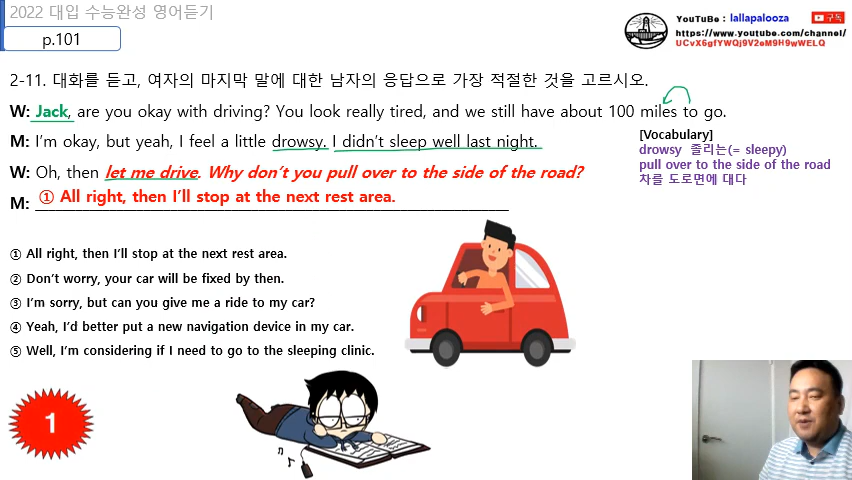 2022 대입 수능완성 영어듣기
p.101
YouTuBe : lallapalooza
구독
https://www.youtube.com/channel/
UCvX6gfYWQj9V2eM9H9wWELQ
2-11. 대화를 듣고, 여자의 마지막 말에 대한 남자의 응답으로 가장 적절한 것을 고르시오.
W: Jack, are you okay with driving? You look really tired, and we still have about 100 miles to go.
M: I’m okay, but yeah, I feel a little drowsy. I didn’t sleep well last night.
W: Oh, then let me drive. Why don’t you pull over to the side of the road?
M: ① All right, then I’ll stop at the next rest area.
[Vocabulary]
drowsy 졸리는(= sleepy)
pull over to the side of the road
차를 도로면에 대다
① All right, then I’ll stop at the next rest area.
② Don’t worry, your car will be fixed by then.
③ I’m sorry, but can you give me a ride to my car?
④ Yeah, I’d better put a new navigation device in my car.
⑤ Well, I’m considering if I need to go to the sleeping clinic.
1